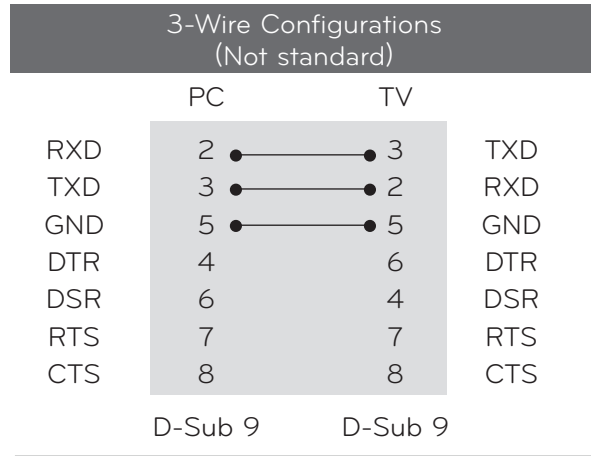 3-Wire Configurations
(Not standard)
PC TV
RXD 2 3 TXD
TXD 3 2 RXD
GND 5 5 GND
DTR 4 6 DTR
DSR 6 4 DSR
RTS 7 7 RTS
CTS 8 8 CTS
D-Sub 9 D-Sub 9